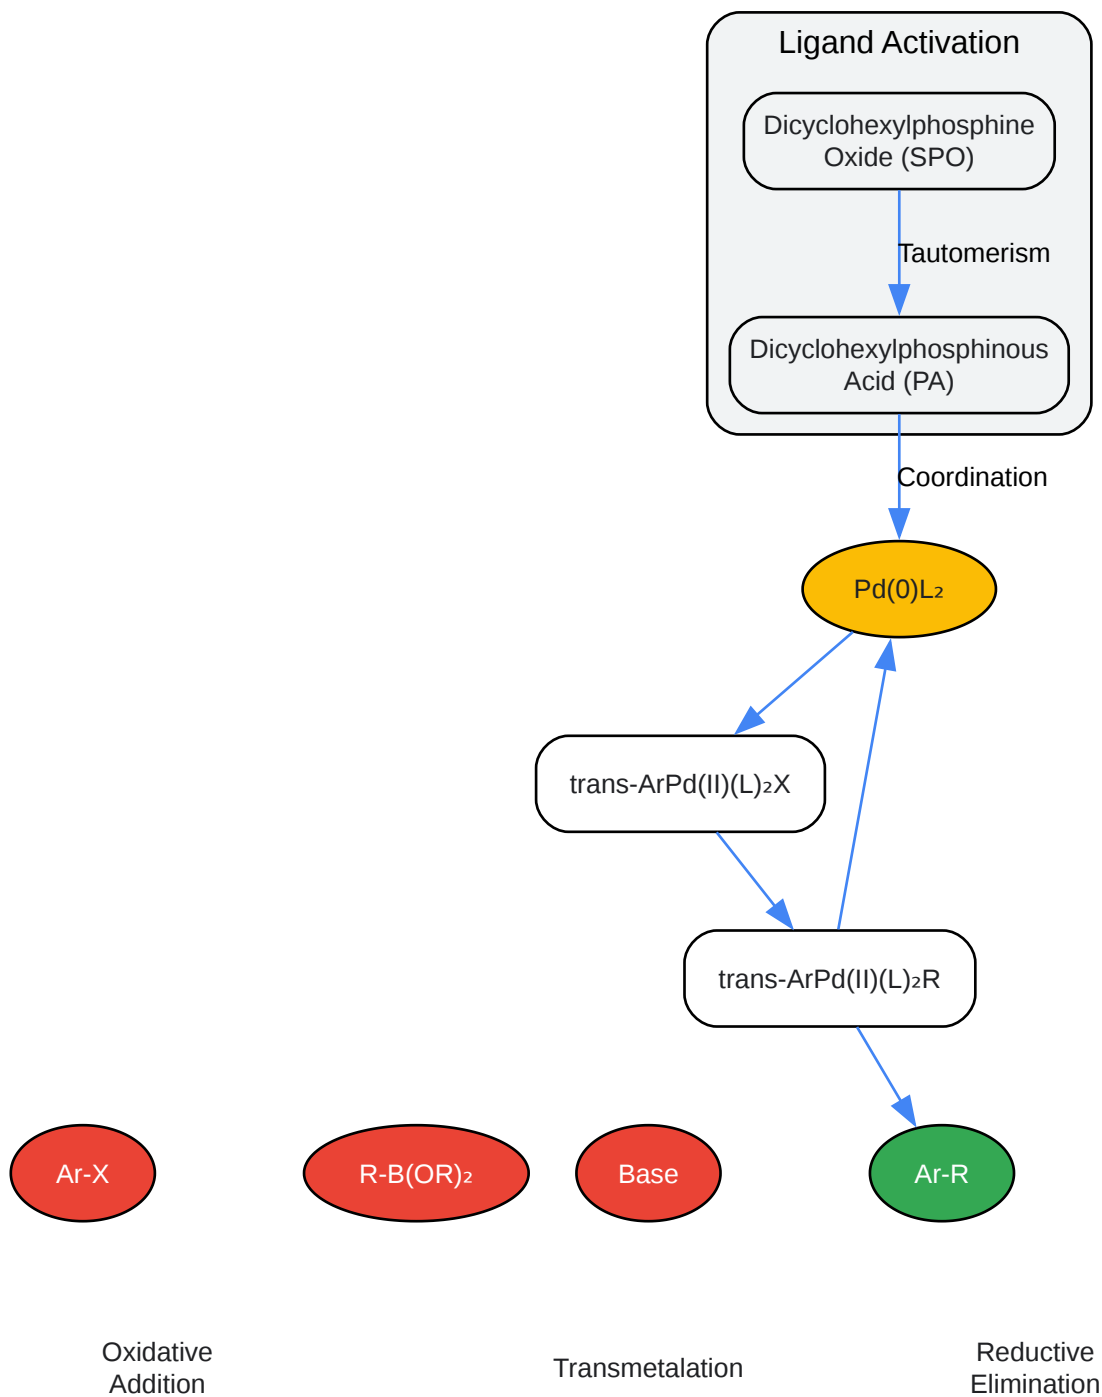 Ligand Activation
Dicyclohexylphosphine
Oxide (SPO)
Tautomerism
Dicyclohexylphosphinous
Acid (PA)
Coordination
Pd(0)L₂
trans-ArPd(II)(L)₂X
trans-ArPd(II)(L)₂R
Ar-X
R-B(OR)₂
Base
Ar-R
Oxidative
Addition
Transmetalation
Reductive
Elimination